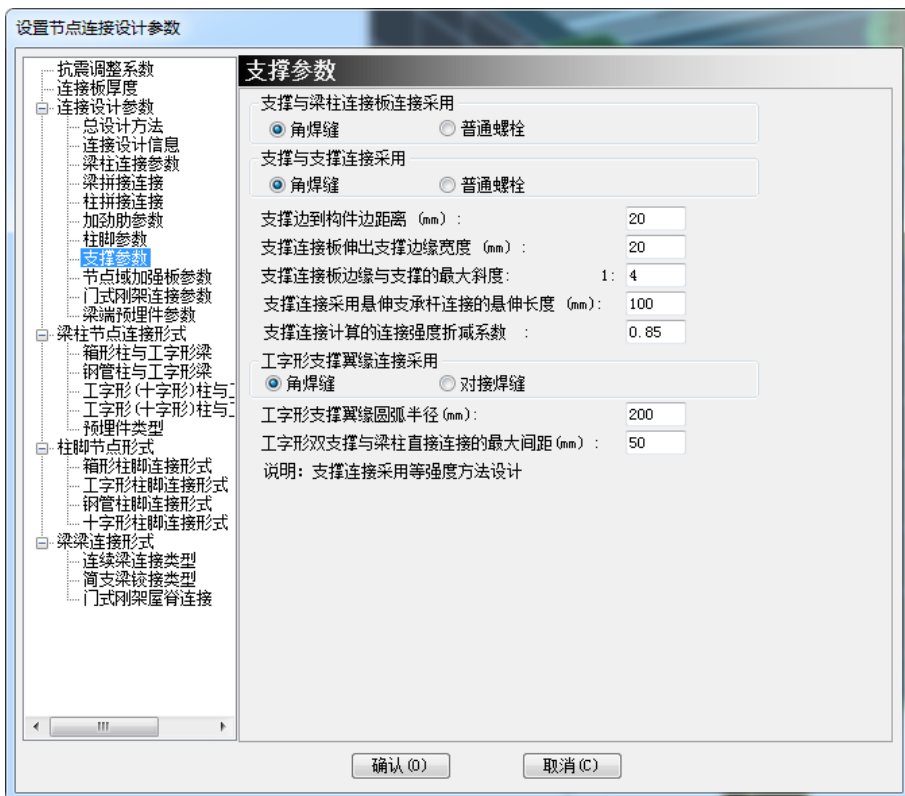 设置节点连接设计参数
抗震调整系数
连接板厚度
连接设计参数
总设计方法
连接设计信息
梁柱连接参数
梁拼接连接
柱拼接连接
加劲肋参数
柱脚参数
支撑参数
节点域加强板参数
门式刚架连接参数
梁端预埋件参数
梁柱节点连接形式
箱形柱与工字形梁
钢管柱与工字形梁
工字形(十字形)柱与
工字形(十字形)柱与
预埋件类型
柱脚节点形式
箱形柱脚连接形式
工字形柱脚连接形式
钢管柱脚连接形式
十字形柱脚连接形式
梁梁连接形式
连续梁连接类型
简支梁铰接类型
门式刚架屋脊连接
支撑参数
支撑与梁柱连接板连接采用
角焊缝 普通螺栓
支撑与支撑连接采用
角焊缝 普通螺栓
支撑边到构件边距离 (mm) : 20
支撑连接板伸出支撑边缘宽度 (mm) : 20
支撑连接板边缘与支撑的最大斜度: 1: 4
支撑连接采用悬伸支承杆连接的悬伸长度 (mm): 100
支撑连接计算的连接强度折减系数 : 0.85
工字形支撑翼缘连接采用
角焊缝 对接焊缝
工字形支撑翼缘圆弧半径(mm): 200
工字形双支撑与梁柱直接连接的最大间距(mm) : 50
说明: 支撑连接采用等强度方法设计
确认(O) 取消(C)